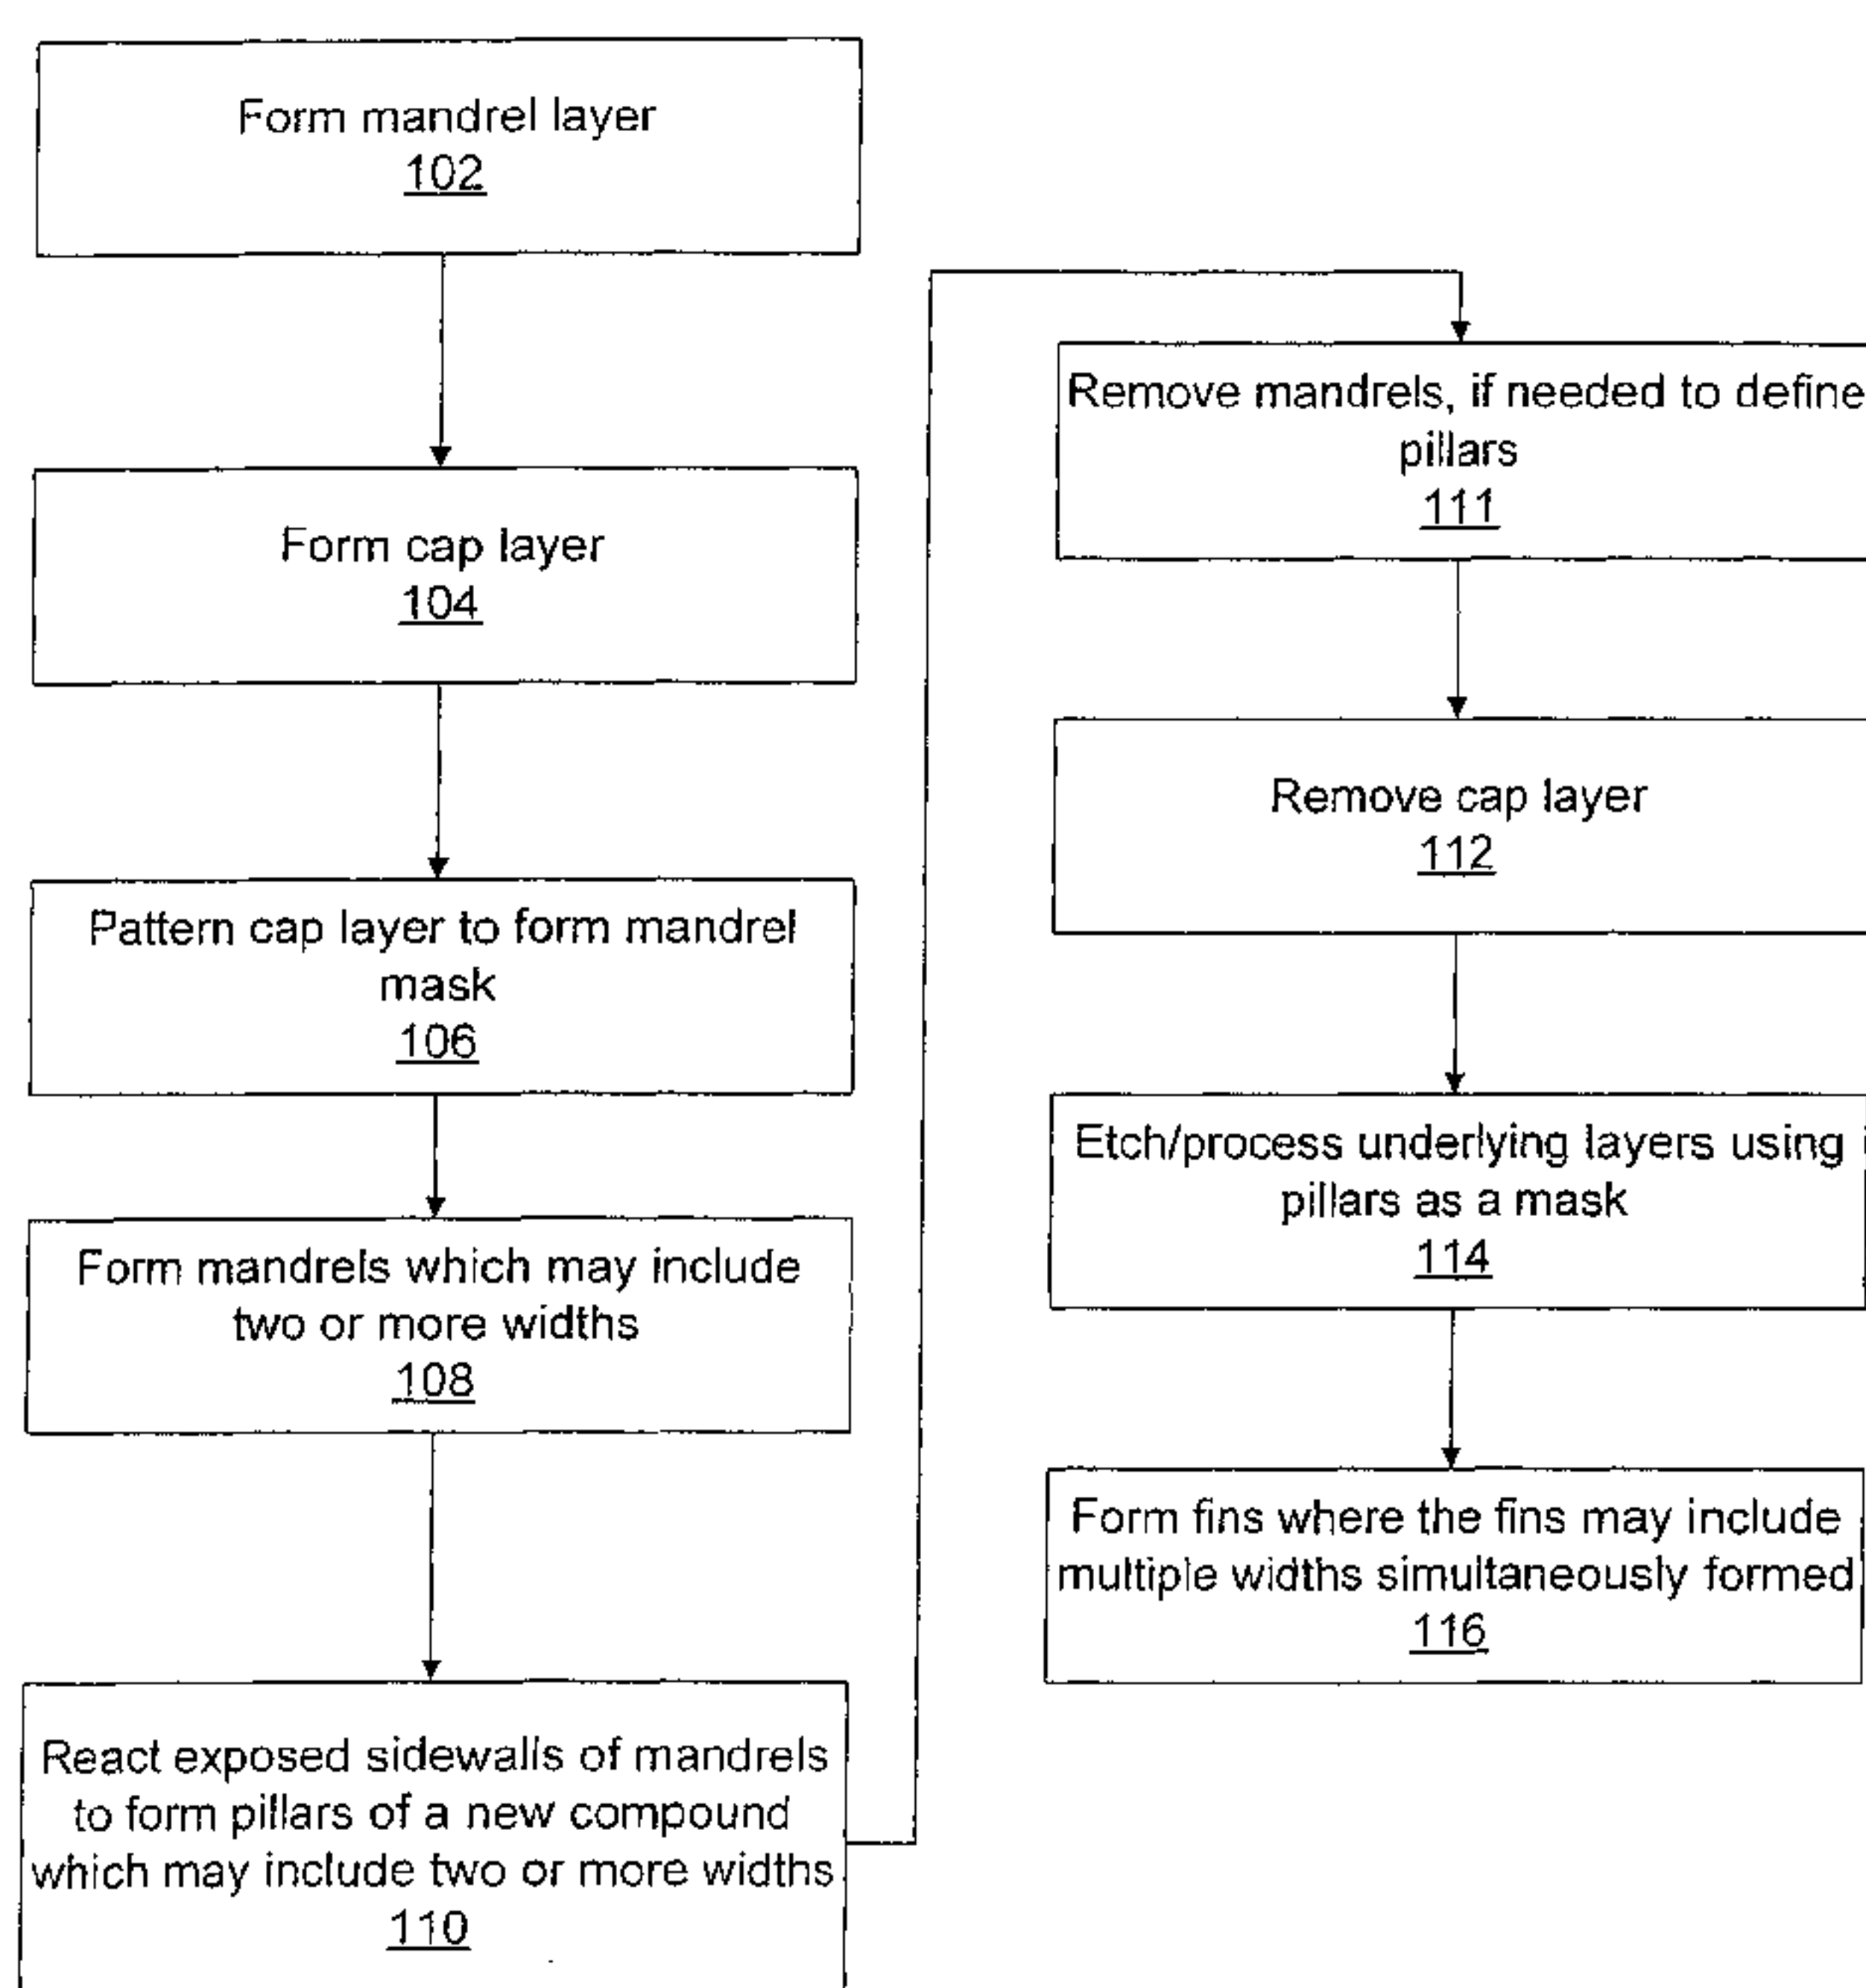 Form mandrel layer
102
Form cap layer
104
Pattern cap layer to form mandrel
mask
106
Form mandrels which may include
two or more widths
108
React exposed sidewalls of mandrels
to form pillars of a new compound
which may include two or more widths
110
Remove mandrels, if needed to define
pillars
111
Remove cap layer
112
Etch/process underlying layers using
pillars as a mask
114
Form fins where the fins may include
multiple widths simultaneously formed
116